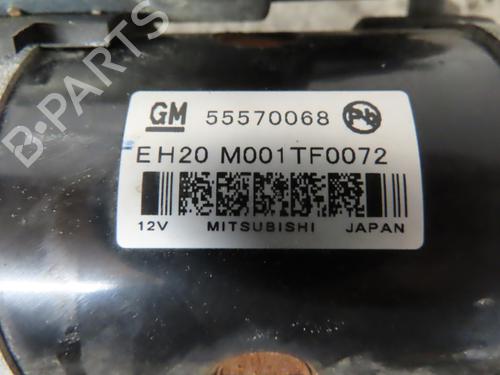 B-PARTS
GM 55570068 Pb
EH20 M001TF0072
12V MITSUBISHI JAPAN